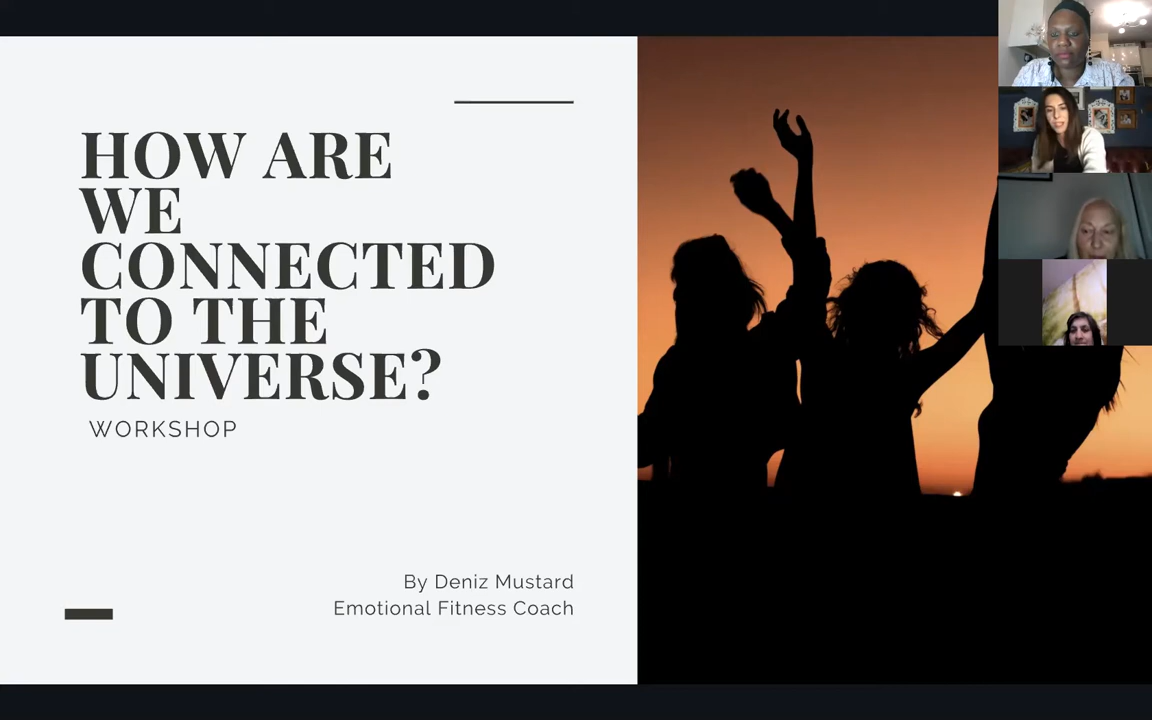 HOW ARE
WE
CONNECTED
TO THE
UNIVERSE?
WORKSHOP
By Deniz Mustard
Emotional Fitness Coach